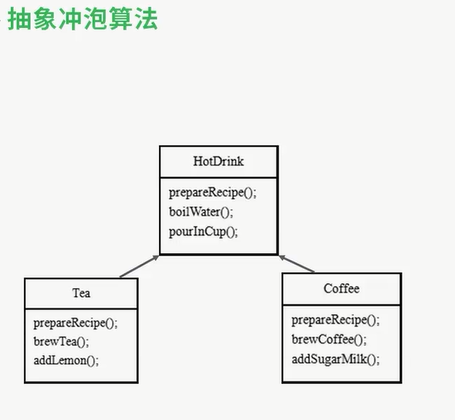 抽象冲泡算法
HotDrink
prepareRecipe();
boilWater();
pourInCup();
Tea
prepareRecipe();
brewTea();
addLemon();
Coffee
prepareRecipe();
brewCoffee();
addSugarMilk();